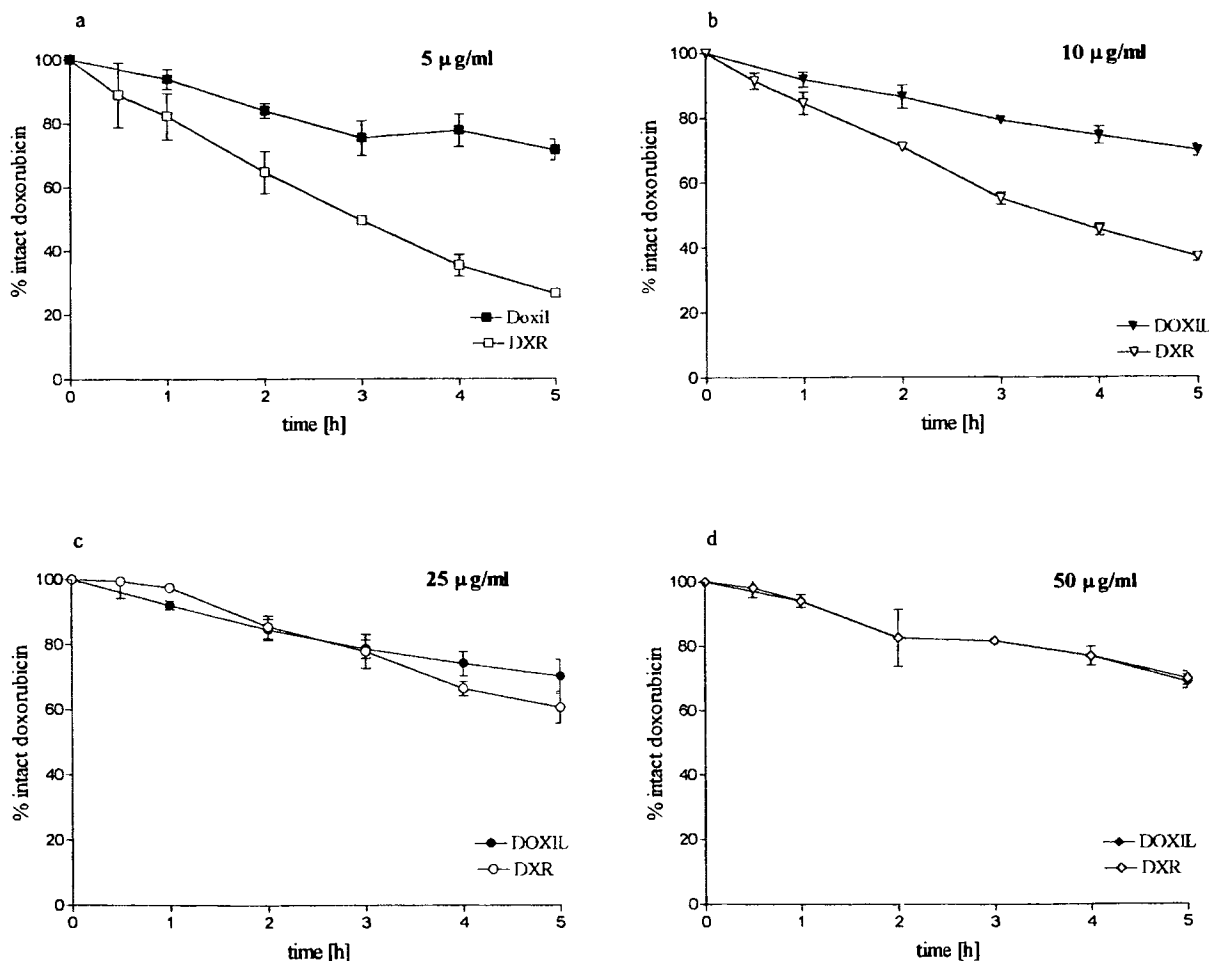 a
5 µg/ml
% intact doxorubicin
100
80
60
40
20
0
Doxil
DXR
0 1 2 3 4 5
time [h]
b
10 µg/ml
% intact doxorubicin
100
80
60
40
20
0
DOXIL
DXR
0 1 2 3 4 5
time [h]
c
25 µg/ml
% intact doxorubicin
100
80
60
40
20
0
DOXIL
DXR
0 1 2 3 4 5
time [h]
d
50 µg/ml
% intact doxorubicin
100
80
60
40
20
0
DOXIL
DXR
0 1 2 3 4 5
time [h]